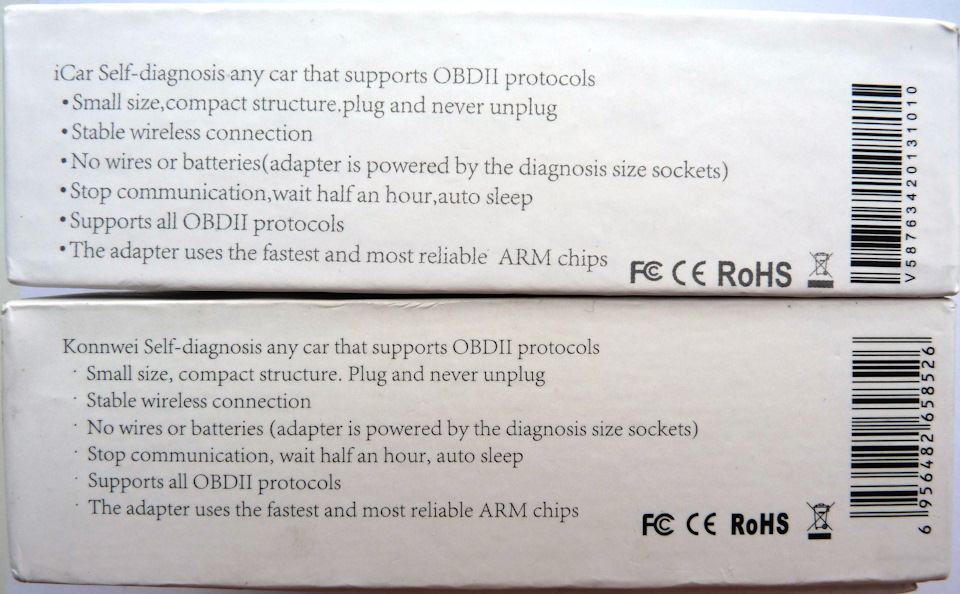 iCar Self-diagnosis any car that supports OBDII protocols
•Small size,compact structure.plug and never unplug
•Stable wireless connection
•No wires or batteries(adapter is powered by the diagnosis size sockets)
•Stop communication,wait half an hour,auto sleep
•Supports all OBDII protocols
•The adapter uses the fastest and most reliable ARM chips
FC CE RoHS
V587634201310​10
Konnwei Self-diagnosis any car that supports OBDII protocols
· Small size, compact structure. Plug and never unplug
· Stable wireless connection
· No wires or batteries (adapter is powered by the diagnosis size sockets)
· Stop communication, wait half an hour, auto sleep
· Supports all OBDII protocols
· The adapter uses the fastest and most reliable ARM chips
FC CE RoHS
6 956482 658526